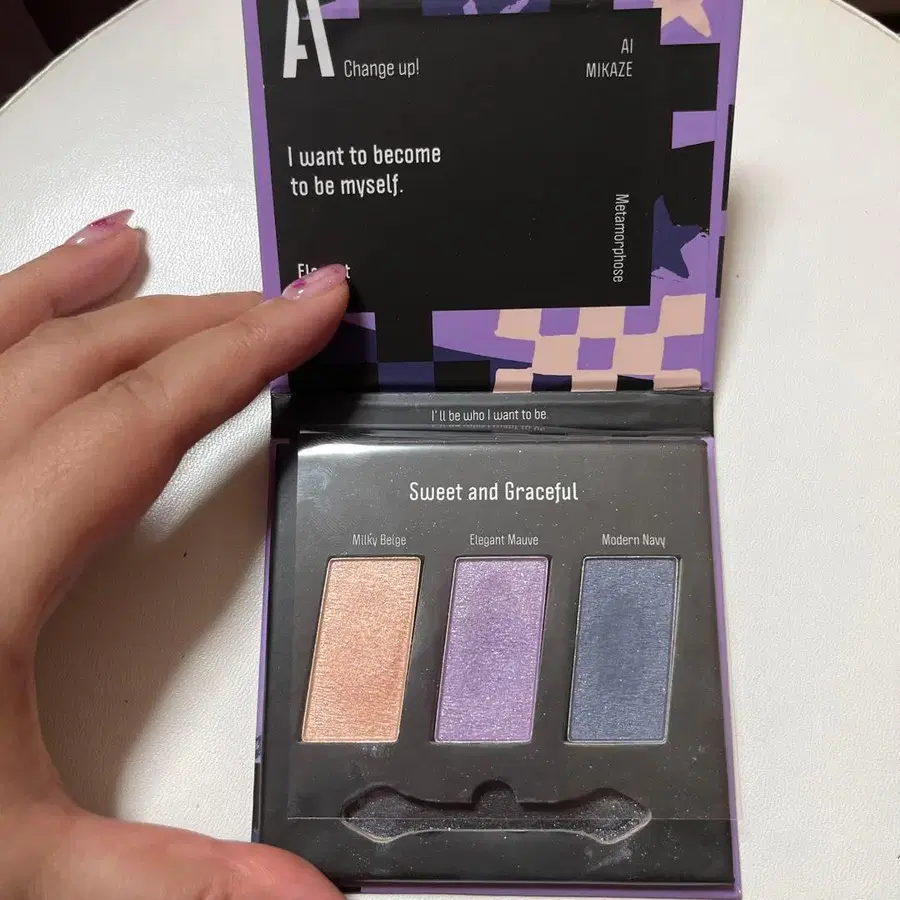 A Change up!
AI
MIKAZE
I want to become
to be myself.
Metamorphose
I'll be who I want to be.
Sweet and Graceful
Milky Beige
Elegant Mauve
Modern Navy